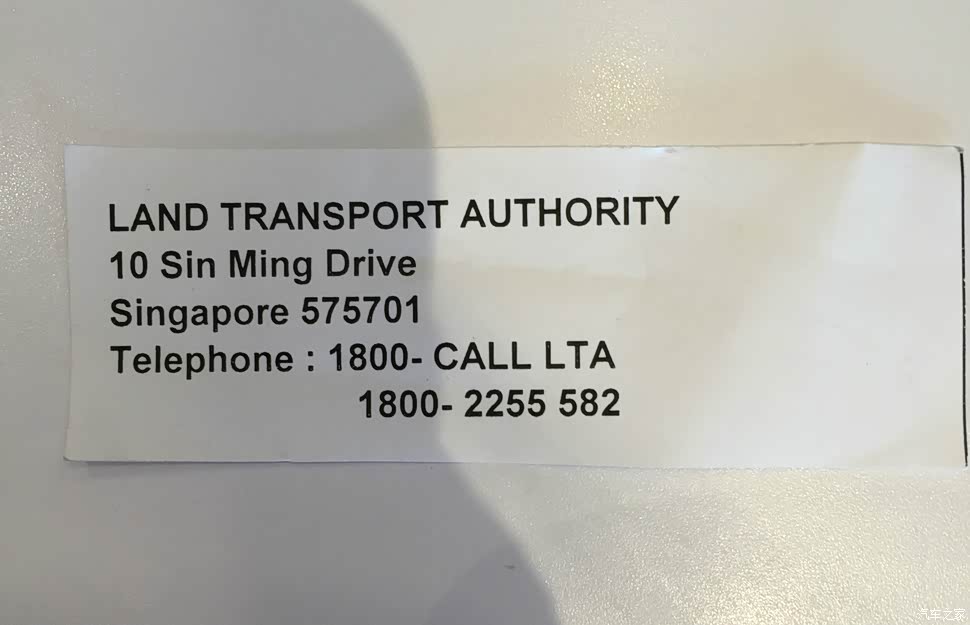 LAND TRANSPORT AUTHORITY
10 Sin Ming Drive
Singapore 575701
Telephone : 1800- CALL LTA
1800- 2255 582
汽车之家